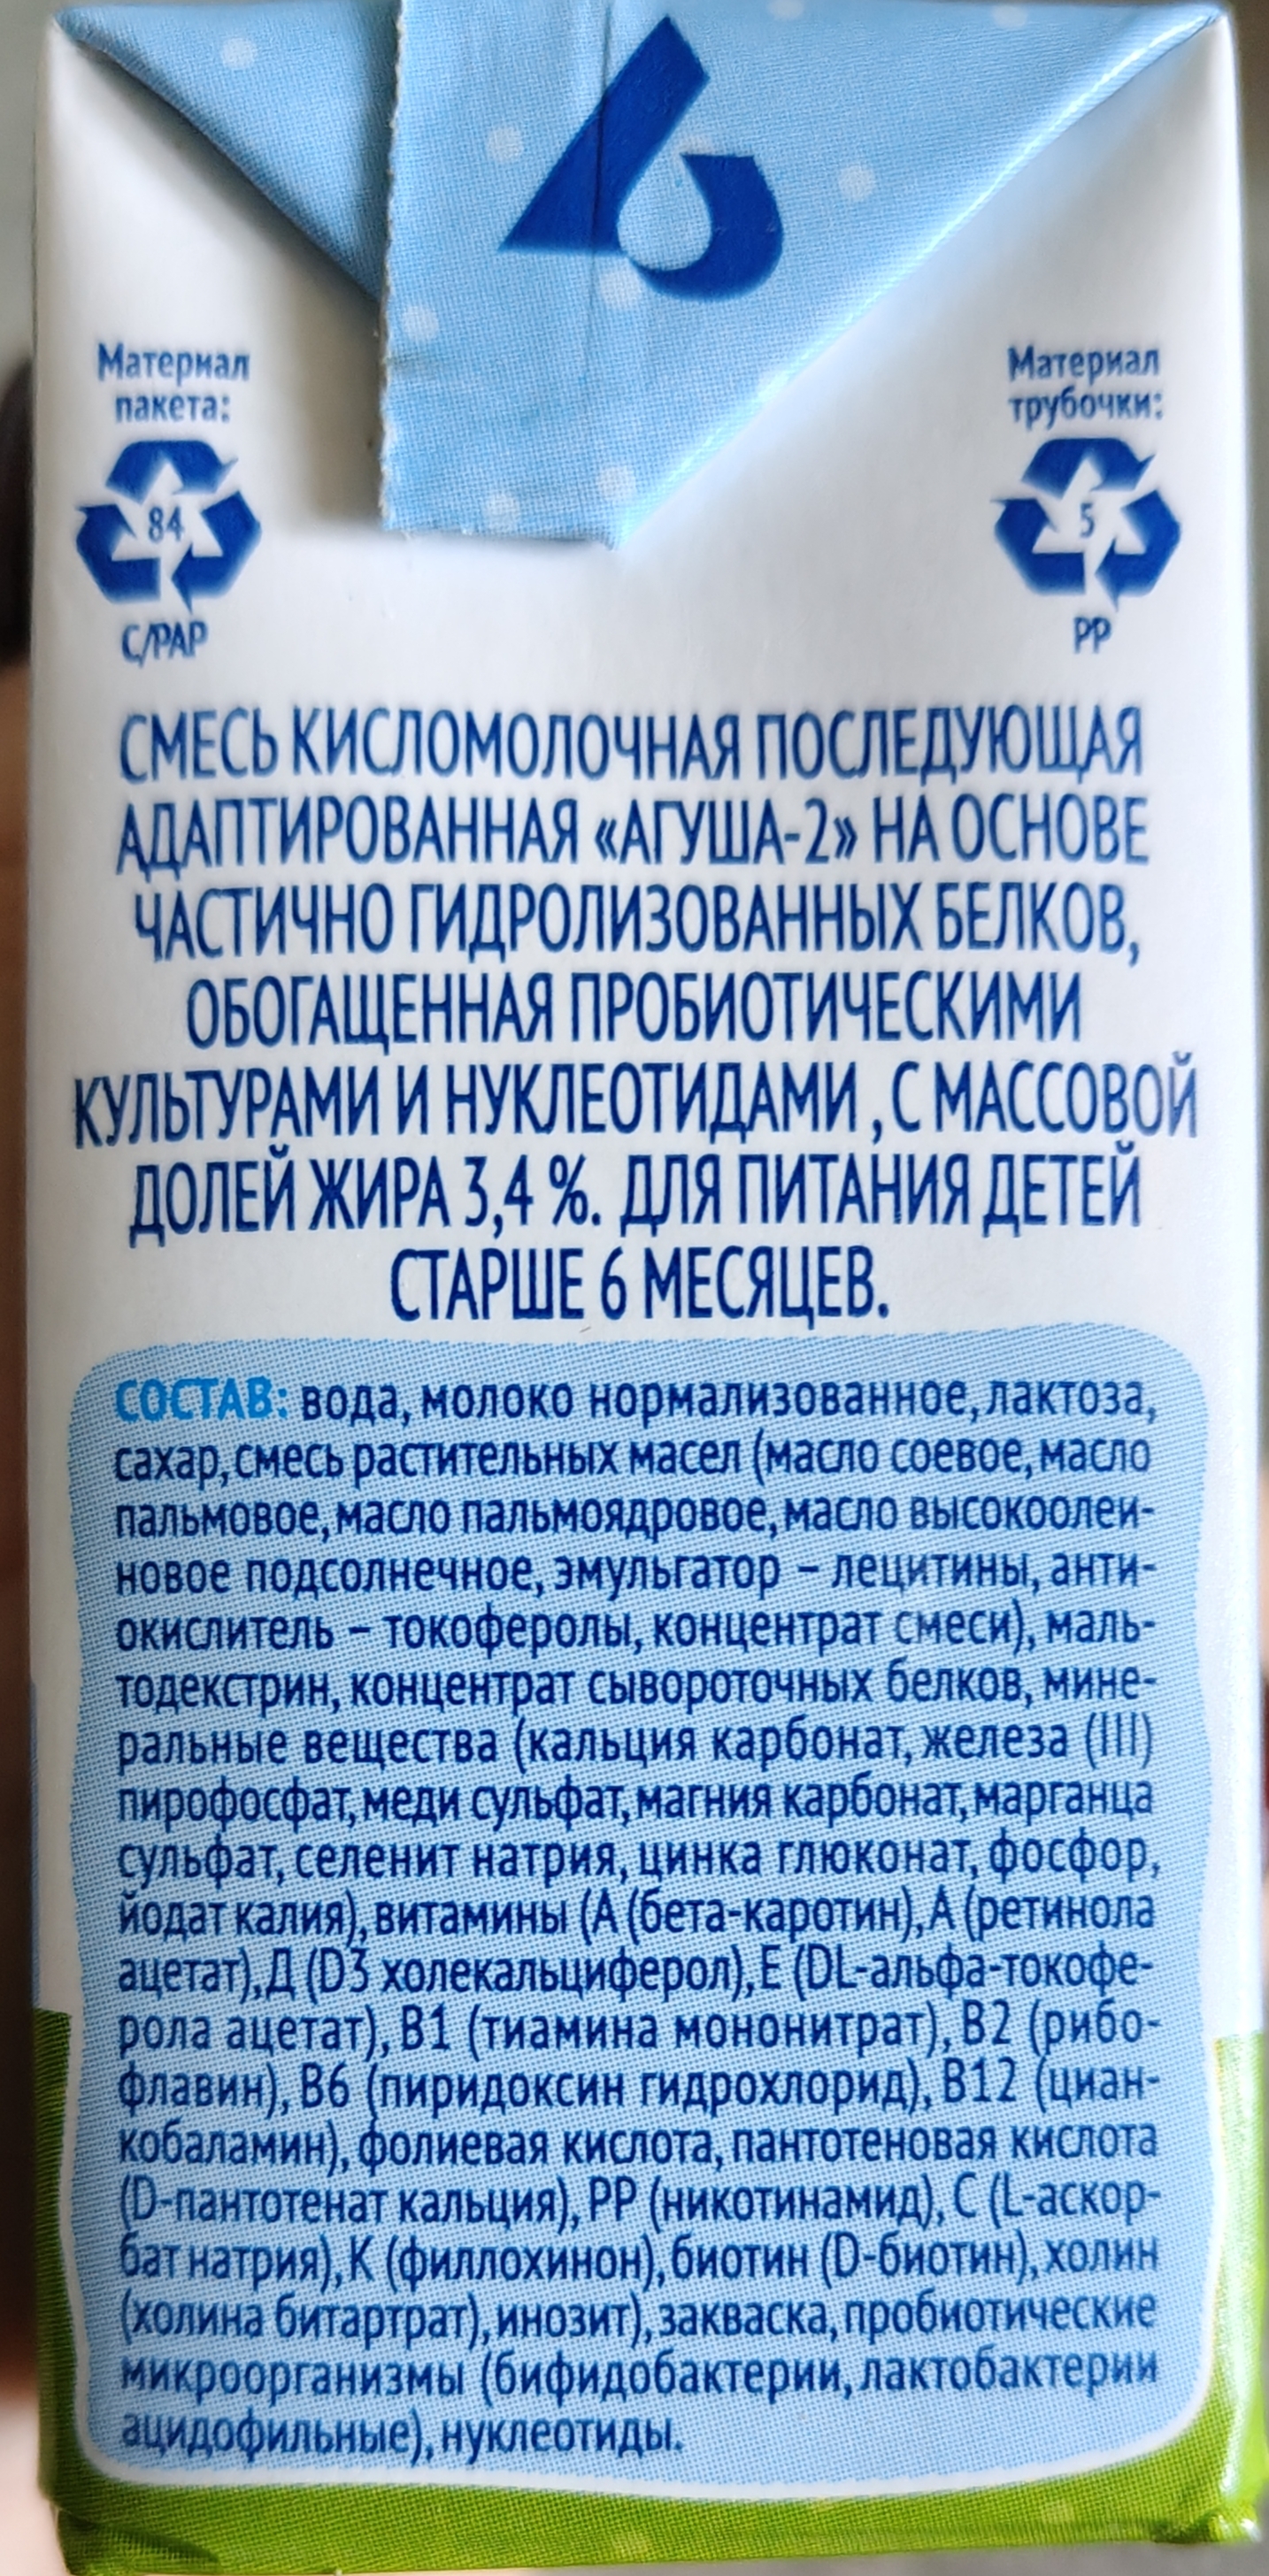 Материал
пакета:
84
C/PAP
Материал
трубочки:
5
PP
СМЕСЬ КИСЛОМОЛОЧНАЯ ПОСЛЕДУЮЩАЯ
АДАПТИРОВАННАЯ «АГУША-2» НА ОСНОВЕ
ЧАСТИЧНО ГИДРОЛИЗОВАННЫХ БЕЛКОВ,
ОБОГАЩЕННАЯ ПРОБИОТИЧЕСКИМИ
КУЛЬТУРАМИ И НУКЛЕОТИДАМИ , С МАССОВОЙ
ДОЛЕЙ ЖИРА 3,4 %. ДЛЯ ПИТАНИЯ ДЕТЕЙ
СТАРШЕ 6 МЕСЯЦЕВ.
СОСТАВ: вода, молоко нормализованное, лактоза,
сахар, смесь растительных масел (масло соевое, масло
пальмовое, масло пальмоядровое, масло высокоолеи-
новое подсолнечное, эмульгатор – лецитины, анти-
окислитель – токоферолы, концентрат смеси), маль-
тодекстрин, концентрат сывороточных белков, мине-
ральные вещества (кальция карбонат, железа (III)
пирофосфат, меди сульфат, магния карбонат, марганца
сульфат, селенит натрия, цинка глюконат, фосфор,
йодат калия), витамины (А (бета-каротин), А (ретинола
ацетат), Д (D3 холекальциферол), Е (DL-альфа-токофе-
рола ацетат), В1 (тиамина мононитрат), В2 (рибо-
флавин), В6 (пиридоксин гидрохлорид), В12 (циан-
кобаламин), фолиевая кислота, пантотеновая кислота
(D-пантотенат кальция), РР (никотинамид), С (L-аскор-
бат натрия), К (филлохинон), биотин (D-биотин), холин
(холина битартрат), инозит), закваска, пробиотические
микроорганизмы (бифидобактерии, лактобактерии
ацидофильные), нуклеотиды.